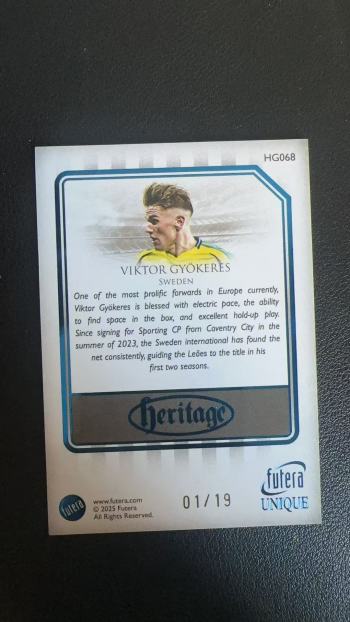 HG068
VIKTOR GYÖKERES
SWEDEN
One of the most prolific forwards in Europe currently,
Viktor Gyökeres is blessed with electric pace, the ability
to find space in the box, and excellent hold-up play.
Since signing for Sporting CP from Coventry City in the
summer of 2023, the Sweden international has found the
net consistently, guiding the Leões to the title in his
first two seasons.
heritage
futera
www.futera.com
© 2025 Futera
All Rights Reserved.
01/19
futera
UNIQUE